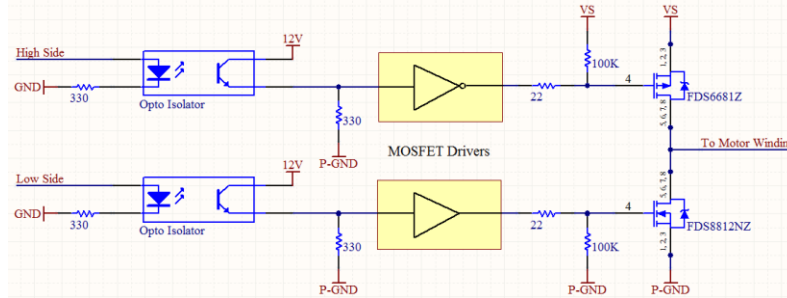 VS
VS
High Side
12V
1, 2, 3
100K
GND
330
4
FDS6681Z
Opto Isolator
330
22
5, 6, 7, 8
P-GND
MOSFET Drivers
To Motor Windin
Low Side
12V
5, 6, 7, 8
GND
330
4
FDS8812NZ
Opto Isolator
330
22
100K
1, 2, 3
P-GND
P-GND
P-GND